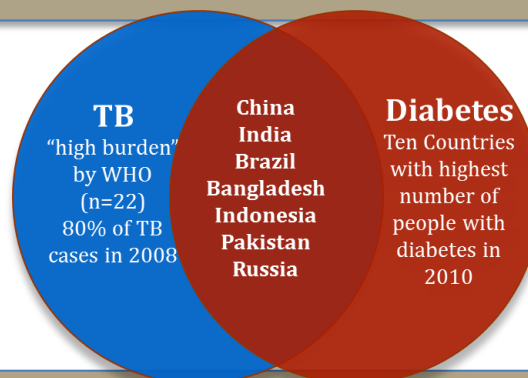 TB
“high burden”
by WHO
(n=22)
80% of TB
cases in 2008
China
India
Brazil
Bangladesh
Indonesia
Pakistan
Russia
Diabetes
Ten Countries
with highest
number of
people with
diabetes in
2010